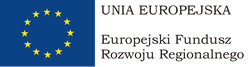 UNIA EUROPEJSKA
Europejski Fundusz
Rozwoju Regionalnego